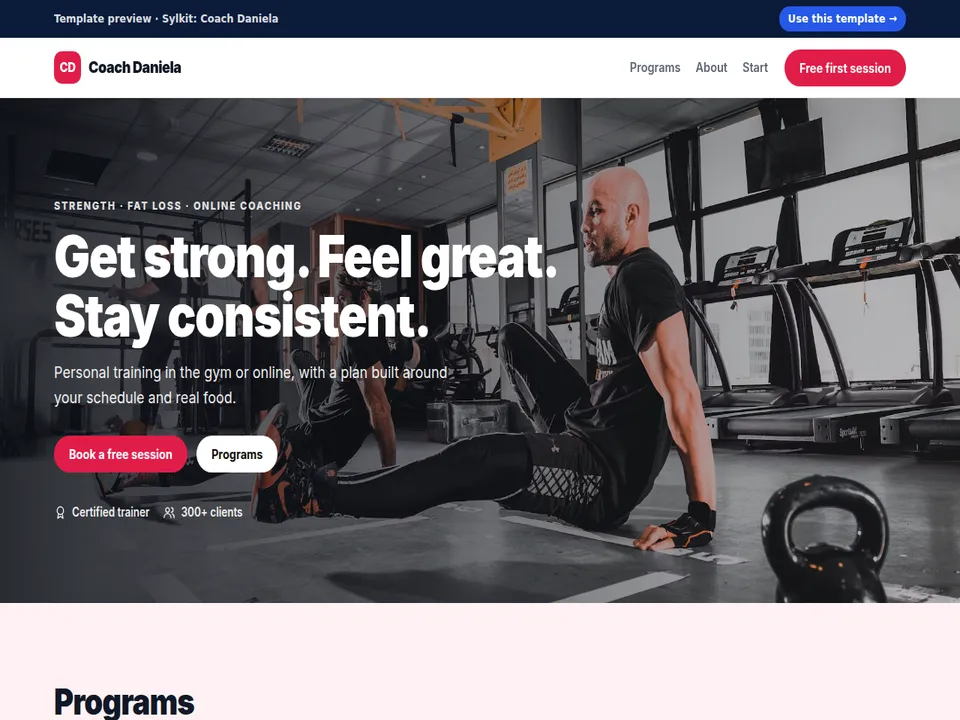 Template preview · Sylkit: Coach Daniela
Use this template →
CD
Coach Daniela
Programs
About
Start
Free first session
STRENGTH · FAT LOSS · ONLINE COACHING
Get strong. Feel great.
Stay consistent.
Personal training in the gym or online, with a plan built around
your schedule and real food.
Book a free session
Programs
Certified trainer
300+ clients
Programs